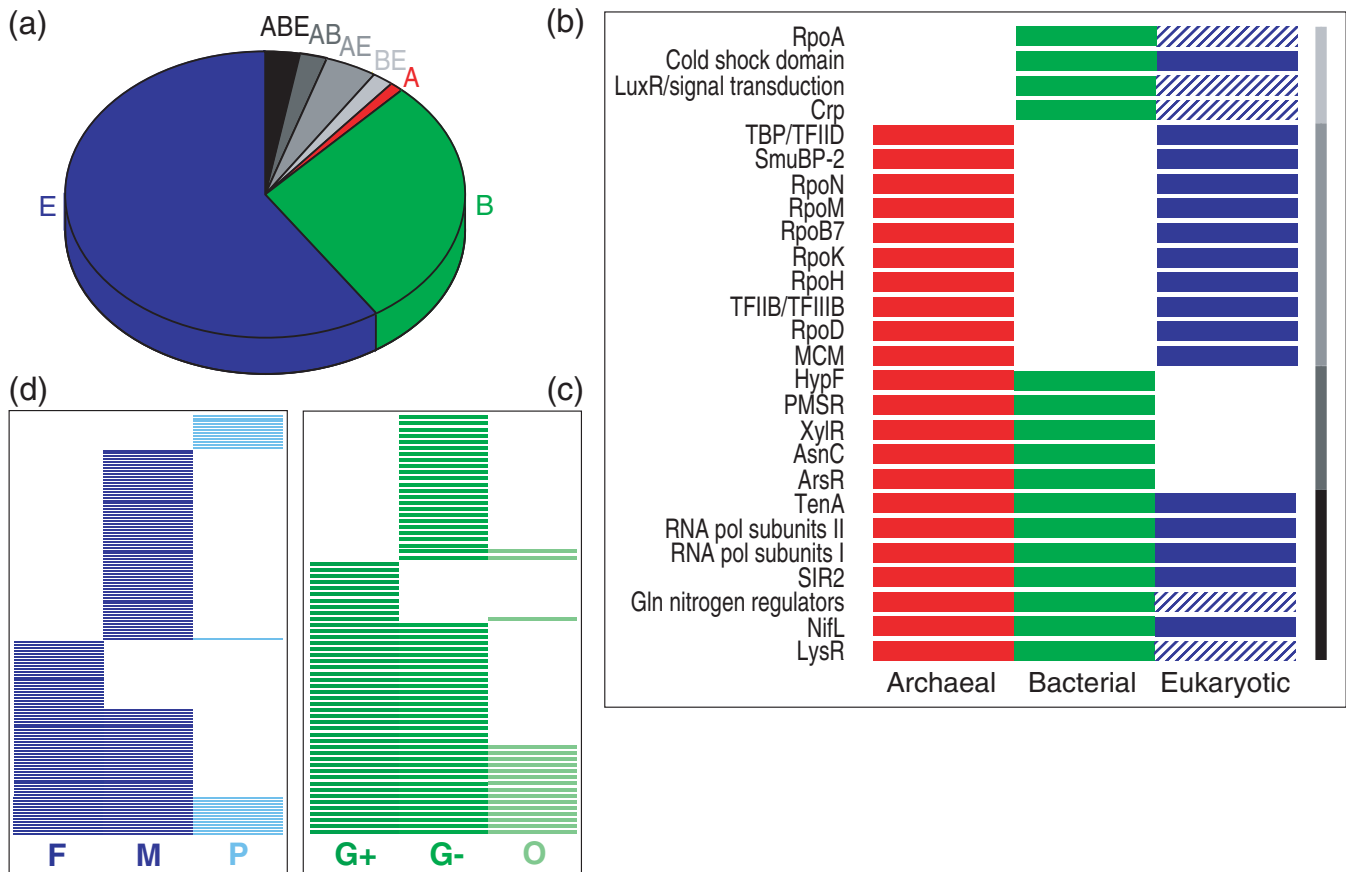 (a)
ABE
AB
AE
BE
A
E
B
(b)
RpoA
Cold shock domain
LuxR/signal transduction
Crp
TBP/TFIID
SmuBP-2
RpoN
RpoM
RpoB7
RpoK
RpoH
TFIIB/TFIIIB
RpoD
MCM
HypF
PMSR
XylR
AsnC
ArsR
TenA
RNA pol subunits II
RNA pol subunits I
SIR2
Gln nitrogen regulators
NifL
LysR
Archaeal Bacterial Eukaryotic
(d)
F M P
(c)
G+ G- O